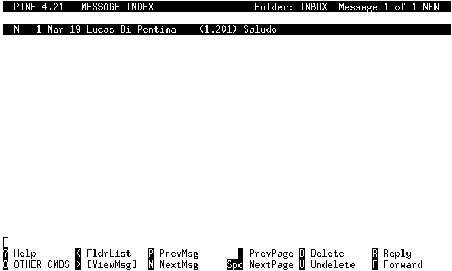 PINE 4.21   MESSAGE INDEX   Folder: INBOX  Message 1 of 1 NEW
N   1 Mar 19 Lucas Di Pentima   (1,201) Saludo
? Help   < FldrList   P PrevMsg   - PrevPage   D Delete   R Reply
O OTHER CMDS   > [ViewMsg]   N NextMsg   Spc NextPage   U Undelete   F Forward